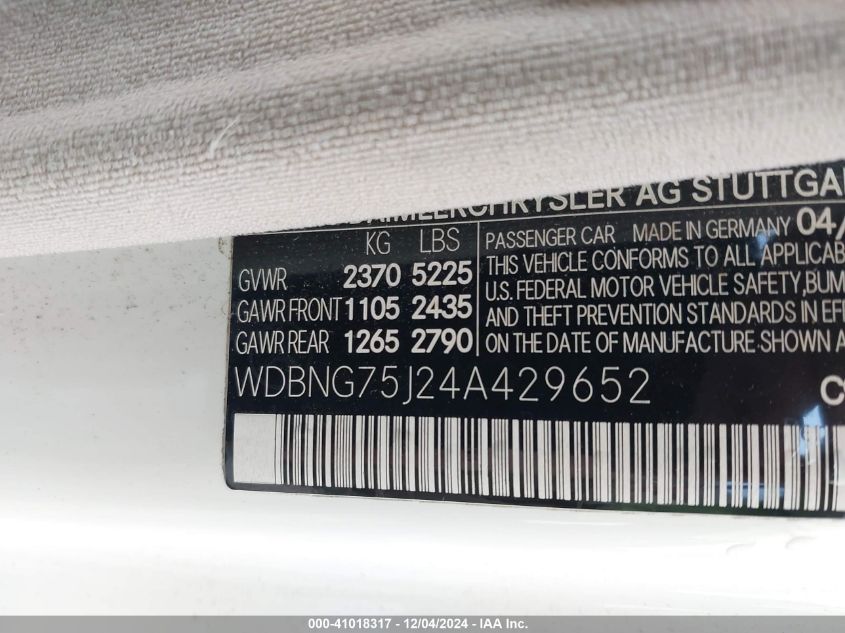 DAIMLERCHRYSLER AG STUTTGA
KG LBS
GVWR 2370 5225
GAWR FRONT 1105 2435
GAWR REAR 1265 2790
PASSENGER CAR MADE IN GERMANY 04/
THIS VEHICLE CONFORMS TO ALL APPLICAB
U.S. FEDERAL MOTOR VEHICLE SAFETY, BUM
AND THEFT PREVENTION STANDARDS IN EFF
ON THE DATE OF MANUFACTURE SHOWN A
WDBNG75J24A429652
000-41018317 - 12/04/2024 - IAA Inc.